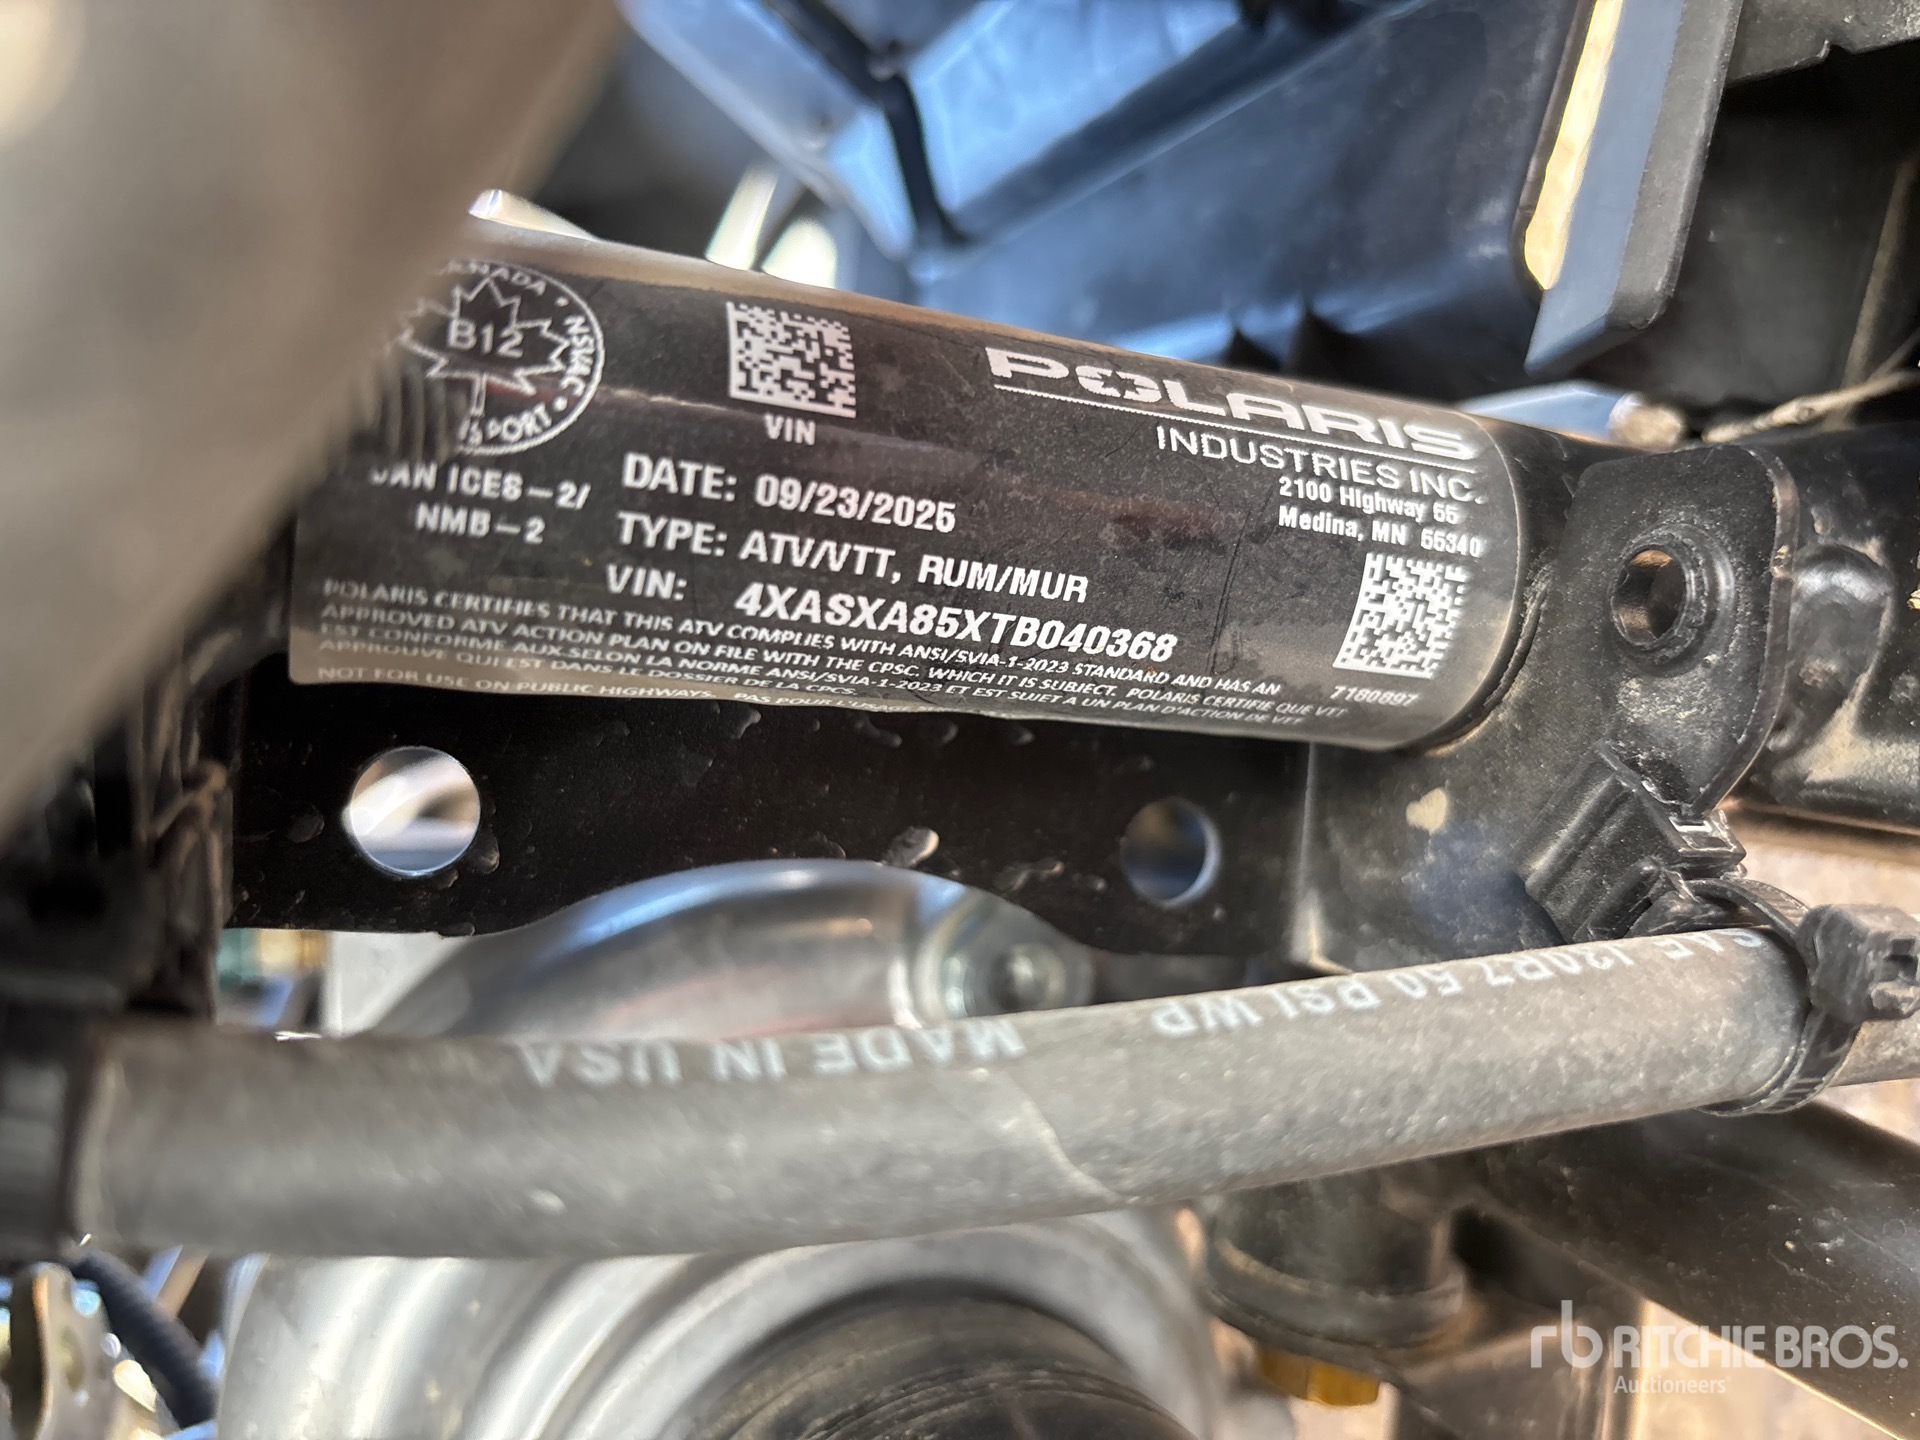 CANADA • NSVAC • SPORT •
B12
CAN ICES-2/
NMB-2
VIN
DATE: 09/23/2025
TYPE: ATV/VTT, RUM/MUR
VIN: 4XASXA85XTB040368
POLARIS
INDUSTRIES INC.
2100 Highway 55
Medina, MN 55340
POLARIS CERTIFIES THAT THIS ATV COMPLIES WITH ANSI/SVIA-1-2023 STANDARD AND HAS AN
APPROVED ATV ACTION PLAN ON FILE WITH THE CPSC. WHICH IT IS SUBJECT. POLARIS CERTIFIE QUE VTT
EST CONFORME AUX SELON LA NORME ANSI/SVIA-1-2023 ET EST SUJET A UN PLAN D'ACTION DE VTT
APPROUVE QUI EST DANS LE DOSSIER DE LA CPCS.
NOT FOR USE ON PUBLIC HIGHWAYS. PAS POUR L'USAGE
7180897
SAE J30R7 50 PSI WP MADE IN USA
rb RITCHIE BROS.
Auctioneers